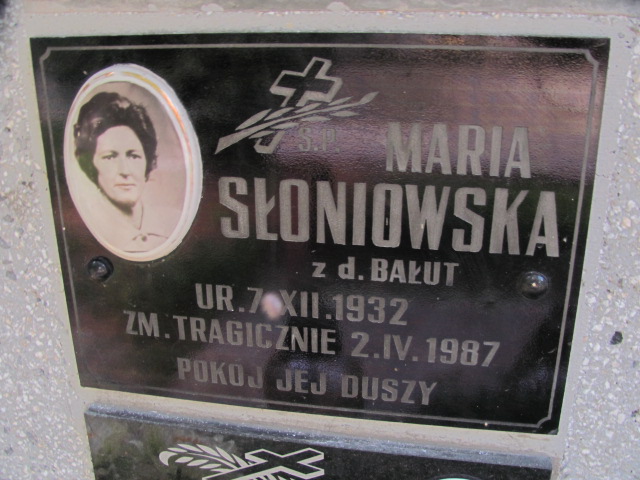 Ś.P.
MARIA
SŁONIOWSKA
z d. BAŁUT
UR. 7 XII.1932
ZM. TRAGICZNIE 2.IV.1987
POKÓJ JEJ DUSZY